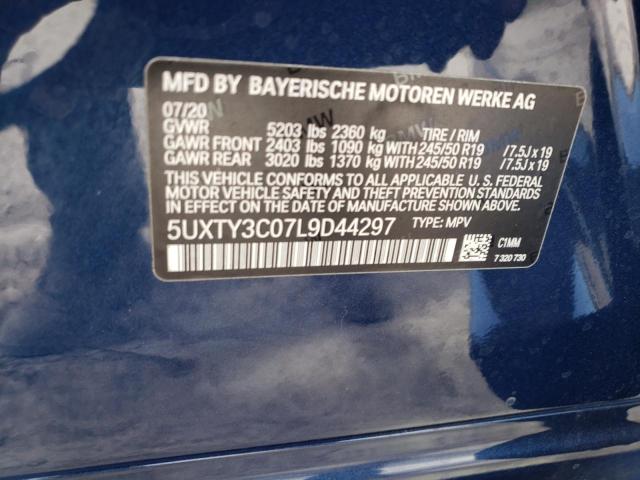 MFD BY BAYERISCHE MOTOREN WERKE AG
07/20
GVWR 5203 lbs 2360 kg TIRE / RIM
GAWR FRONT 2403 lbs 1090 kg WITH 245/50 R19 /7.5J x 19
GAWR REAR 3020 lbs 1370 kg WITH 245/50 R19 /7.5J x 19
THIS VEHICLE CONFORMS TO ALL APPLICABLE U. S. FEDERAL
MOTOR VEHICLE SAFETY AND THEFT PREVENTION STANDARDS
IN EFFECT ON THE DATE OF MANUFACTURE SHOWN ABOVE.
5UXTY3C07L9D44297 TYPE: MPV
C1MM
7 320 730